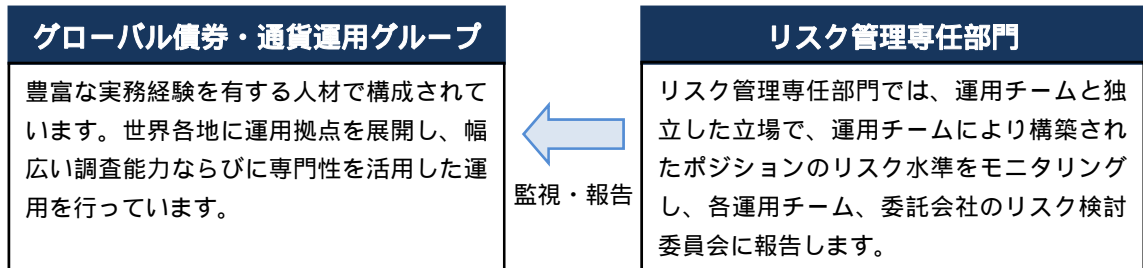 グローバル債券・通貨運用グループ
豊富な実務経験を有する人材で構成されて
います。世界各地に運用拠点を展開し、幅
広い調査能力ならびに専門性を活用した運
用を行っています。
監視・報告
リスク管理専任部門
リスク管理専任部門では、運用チームと独
立した立場で、運用チームにより構築され
たポジションのリスク水準をモニタリング
し、各運用チーム、委託会社のリスク検討
委員会に報告します。